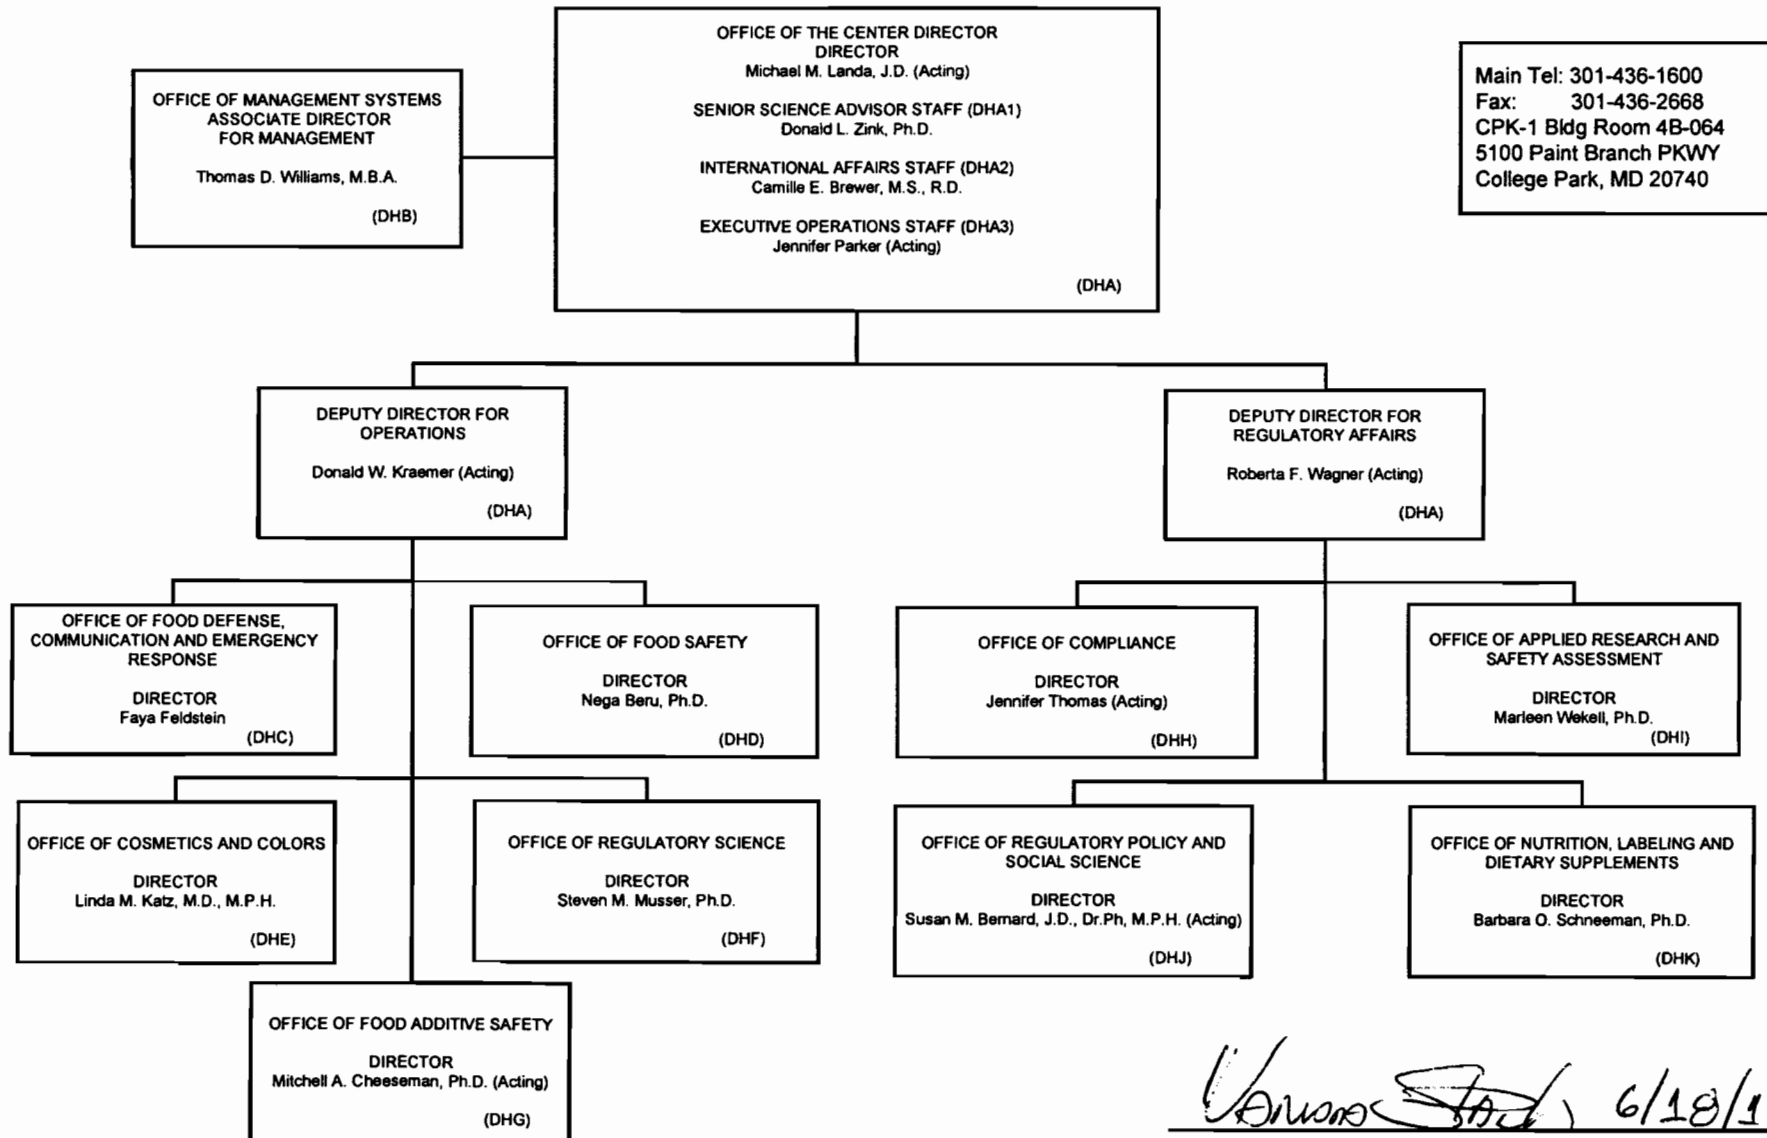 OFFICE OF THE CENTER DIRECTOR
DIRECTOR
Michael M. Landa, J.D. (Acting)
SENIOR SCIENCE ADVISOR STAFF (DHA1)
Donald L. Zink, Ph.D.
INTERNATIONAL AFFAIRS STAFF (DHA2)
Camille E. Brewer, M.S., R.D.
EXECUTIVE OPERATIONS STAFF (DHA3)
Jennifer Parker (Acting)
(DHA)
OFFICE OF MANAGEMENT SYSTEMS
ASSOCIATE DIRECTOR
FOR MANAGEMENT
Thomas D. Williams, M.B.A.
(DHB)
Main Tel: 301-436-1600
Fax: 301-436-2668
CPK-1 Bldg Room 4B-064
5100 Paint Branch PKWY
College Park, MD 20740
DEPUTY DIRECTOR FOR
OPERATIONS
Donald W. Kraemer (Acting)
(DHA)
DEPUTY DIRECTOR FOR
REGULATORY AFFAIRS
Roberta F. Wagner (Acting)
(DHA)
OFFICE OF FOOD DEFENSE,
COMMUNICATION AND EMERGENCY
RESPONSE
DIRECTOR
Faya Feldstein
(DHC)
OFFICE OF FOOD SAFETY
DIRECTOR
Nega Beru, Ph.D.
(DHD)
OFFICE OF COMPLIANCE
DIRECTOR
Jennifer Thomas (Acting)
(DHH)
OFFICE OF APPLIED RESEARCH AND
SAFETY ASSESSMENT
DIRECTOR
Marleen Wekell, Ph.D.
(DHI)
OFFICE OF COSMETICS AND COLORS
DIRECTOR
Linda M. Katz, M.D., M.P.H.
(DHE)
OFFICE OF REGULATORY SCIENCE
DIRECTOR
Steven M. Musser, Ph.D.
(DHF)
OFFICE OF REGULATORY POLICY AND
SOCIAL SCIENCE
DIRECTOR
Susan M. Bernard, J.D., Dr.Ph, M.P.H. (Acting)
(DHJ)
OFFICE OF NUTRITION, LABELING AND
DIETARY SUPPLEMENTS
DIRECTOR
Barbara O. Schneeman, Ph.D.
(DHK)
OFFICE OF FOOD ADDITIVE SAFETY
DIRECTOR
Mitchell A. Cheeseman, Ph.D. (Acting)
(DHG)
6/18/1